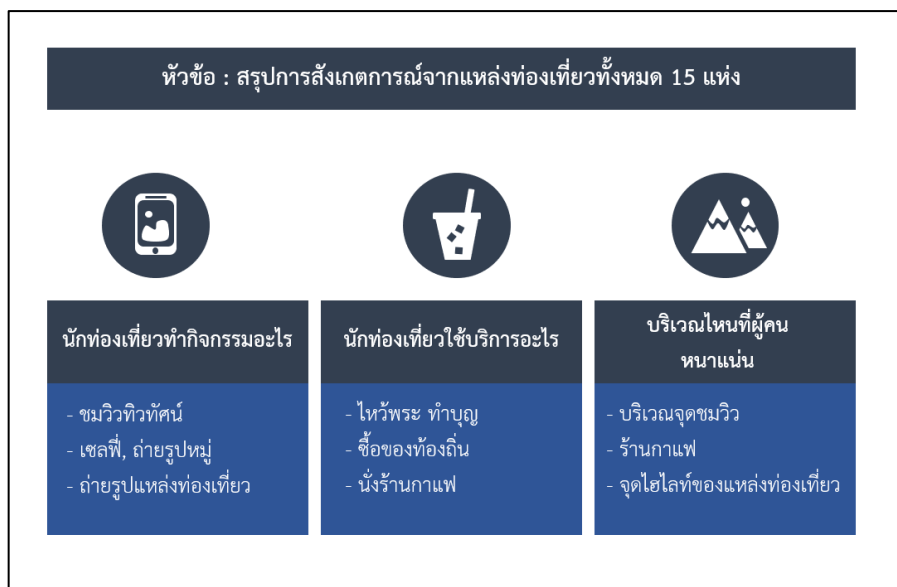 หัวข้อ : สรุปการสังเกตการณ์จากแหล่งท่องเที่ยวทั้งหมด 15 แห่ง
นักท่องเที่ยวทำกิจกรรมอะไร
- ชมวิวทิวทัศน์
- เซลฟี่, ถ่ายรูปหมู่
- ถ่ายรูปแหล่งท่องเที่ยว
นักท่องเที่ยวใช้บริการอะไร
- ไหว้พระ ทำบุญ
- ซื้อของท้องถิ่น
- นั่งร้านกาแฟ
บริเวณไหนที่ผู้คน
หนาแน่น
- บริเวณจุดชมวิว
- ร้านกาแฟ
- จุดไฮไลท์ของแหล่งท่องเที่ยว